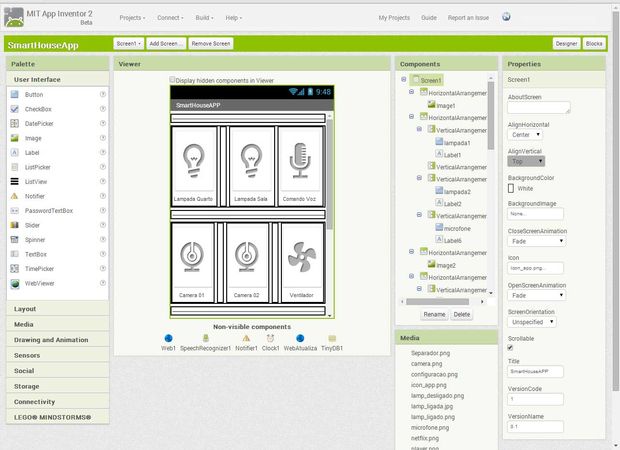 MIT App Inventor 2
Beta
Projects
Connect
Build
Help
My Projects
Guide
Report an Issue
SmartHouseApp
Screen1
Add Screen...
Remove Screen
Designer
Blocks
Palette
User Interface
Button
CheckBox
DatePicker
Image
Label
ListPicker
ListView
Notifier
PasswordTextBox
Slider
Spinner
TextBox
TimePicker
WebViewer
Layout
Media
Drawing and Animation
Sensors
Social
Storage
Connectivity
LEGO® MINDSTORMS®
Viewer
Display hidden components in Viewer
9:48
SmartHouseAPP
Lampada Quarto
Lampada Sala
Comando Voz
Camera 01
Camera 02
Ventilador
Non-visible components
Web1
SpeechRecognizer1
Notifier1
Clock1
WebAtualiza
TinyDB1
Components
Screen1
HorizontalArrangemer
Image1
HorizontalArrangemer
VerticalArrangemer
lampada1
Label1
VerticalArrangemer
VerticalArrangemer
lampada2
Label2
VerticalArrangemer
microfone
Label6
HorizontalArrangemer
Image2
HorizontalArrangemer
VerticalArrangemer
Rename
Delete
Media
Separador.png
camera.png
configuracao.png
icon_app.png
lamp_desligado.png
lamp_ligada.jpg
lamp_ligado.png
microfone.png
netflix.png
player.png
Properties
Screen1
AboutScreen
AlignHorizontal
Center
AlignVertical
Top
BackgroundColor
White
BackgroundImage
None...
CloseScreenAnimation
Fade
Icon
icon_app.png...
OpenScreenAnimation
Fade
ScreenOrientation
Unspecified
Scrollable
Title
SmartHouseAPP
VersionCode
1
VersionName